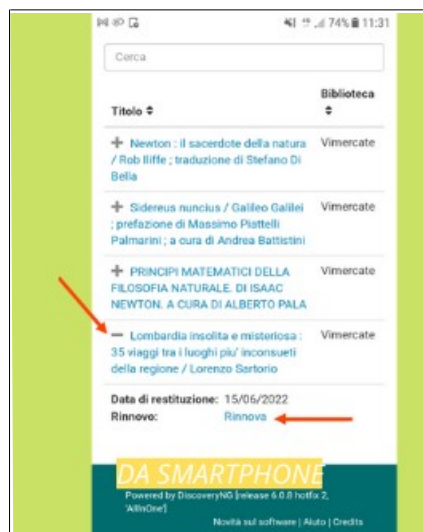 74% 11:31
Cerca
Biblioteca
Titolo
Newton : il sacerdote della natura
/ Rob Iliffe ; traduzione di Stefano Di
Bella
Vimercate
Sidereus nuncius / Galileo Galilei
; prefazione di Massimo Piattelli
Palmarini ; a cura di Andrea Battistini
Vimercate
PRINCIPI MATEMATICI DELLA
FILOSOFIA NATURALE. DI ISAAC
NEWTON. A CURA DI ALBERTO PALA
Vimercate
Lombardia insolita e misteriosa :
35 viaggi tra i luoghi piu' inconsueti
della regione / Lorenzo Sartorio
Vimercate
Data di restituzione: 15/06/2022
Rinnovo: Rinnova
DA SMARTPHONE
Powered by DiscoveryNG [release 6.0.8 hotfix 2,
'AllInOne']
Novità sul software | Aiuto | Credits